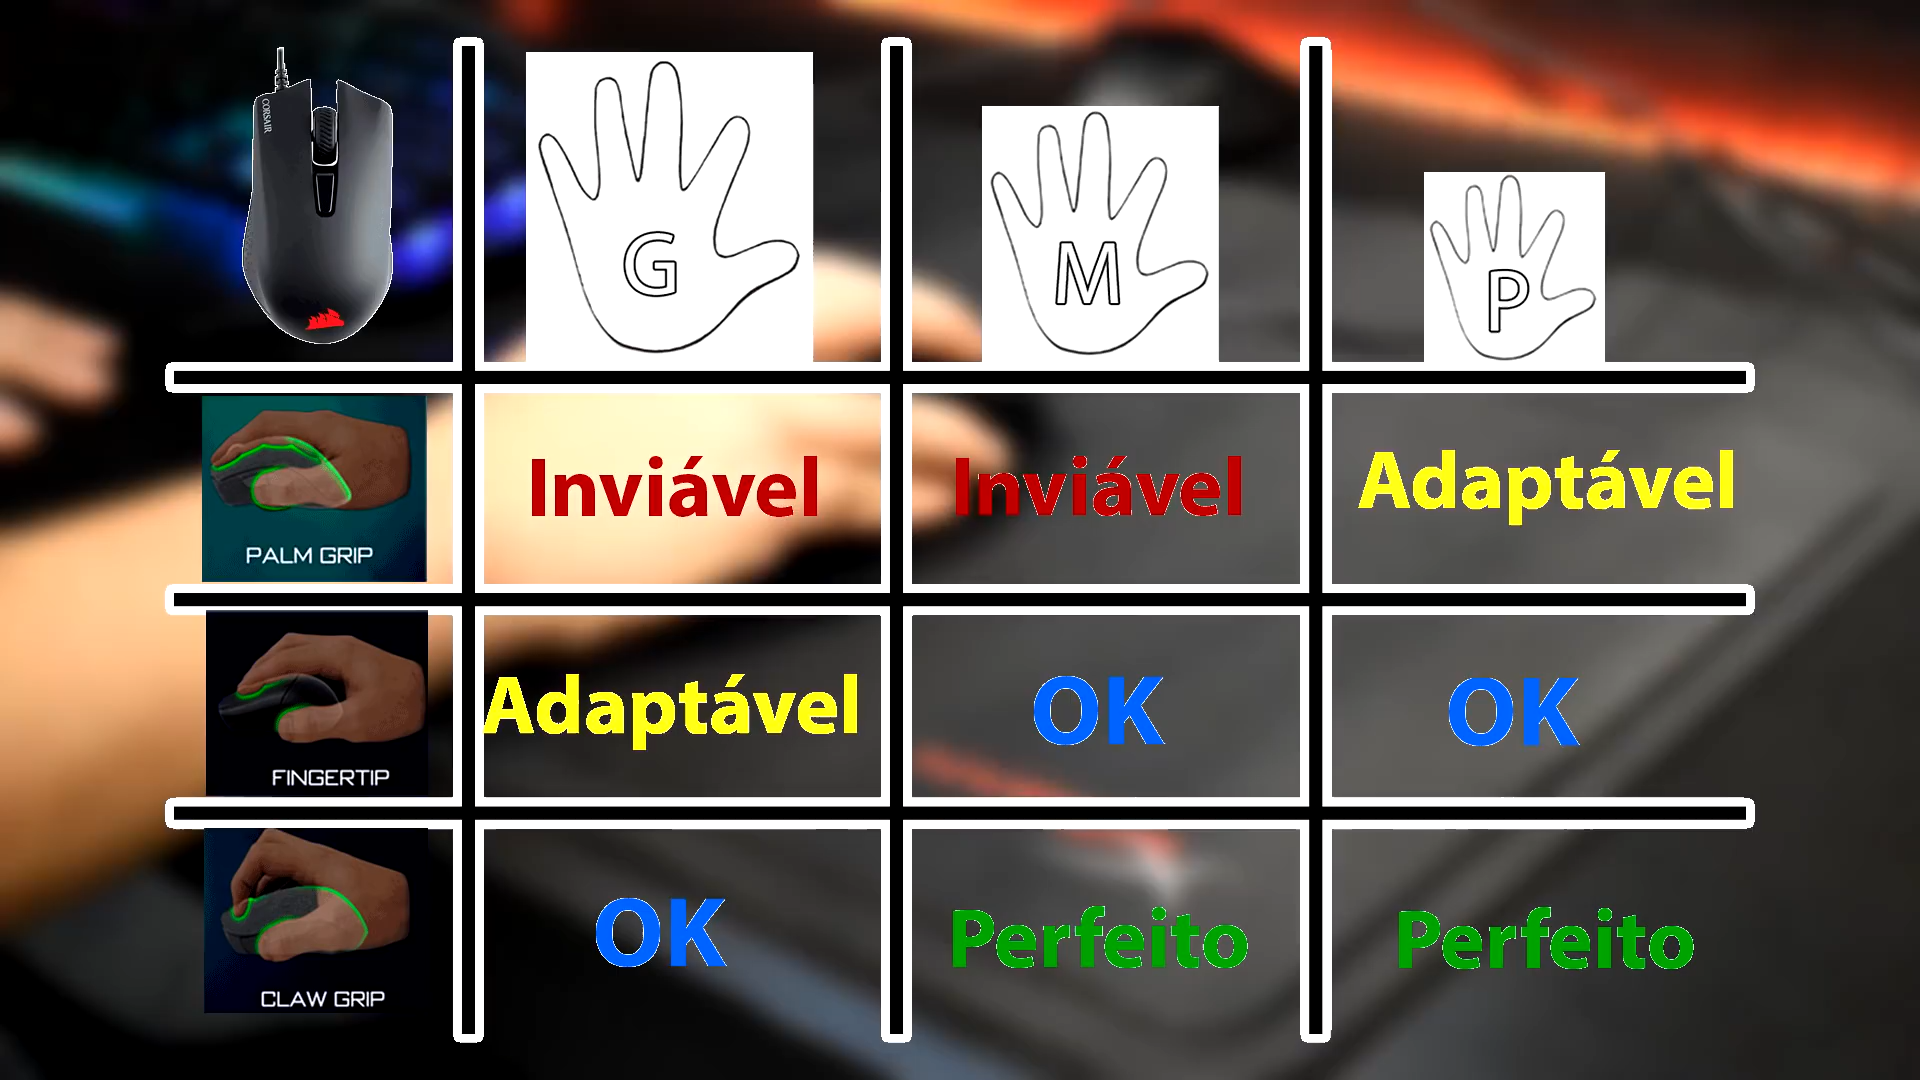 CORSAIR
G
M
P
PALM GRIP
Inviável
Inviável
Adaptável
FINGERTIP
Adaptável
OK
OK
CLAW GRIP
OK
Perfeito
Perfeito